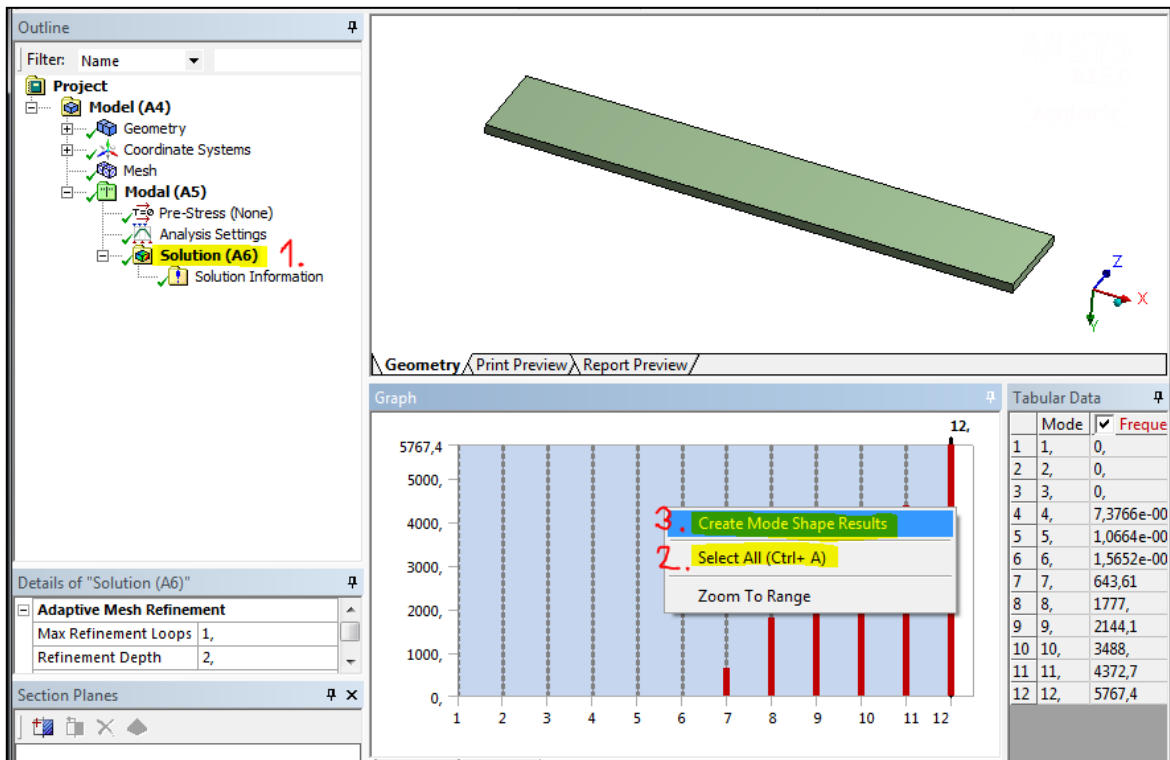 Outline
Filter: Name
Project
Model (A4)
Geometry
Coordinate Systems
Mesh
Modal (A5)
T=0 Pre-Stress (None)
Analysis Settings
Solution (A6) 1.
Solution Information
Details of "Solution (A6)"
Adaptive Mesh Refinement
Max Refinement Loops 1,
Refinement Depth 2,
Section Planes
Z
X
Y
Geometry Print Preview Report Preview
Graph
12,
5767,4
5000,
4000,
3000,
2000,
1000,
0,
1 2 3 4 5 6 7 8 9 10 11 12
3. Create Mode Shape Results
2. Select All (Ctrl+ A)
Zoom To Range
Tabular Data
Mode Freque
1 1, 0,
2 2, 0,
3 3, 0,
4 4, 7,3766e-00
5 5, 1,0664e-00
6 6, 1,5652e-00
7 7, 643,61
8 8, 1777,
9 9, 2144,1
10 10, 3488,
11 11, 4372,7
12 12, 5767,4